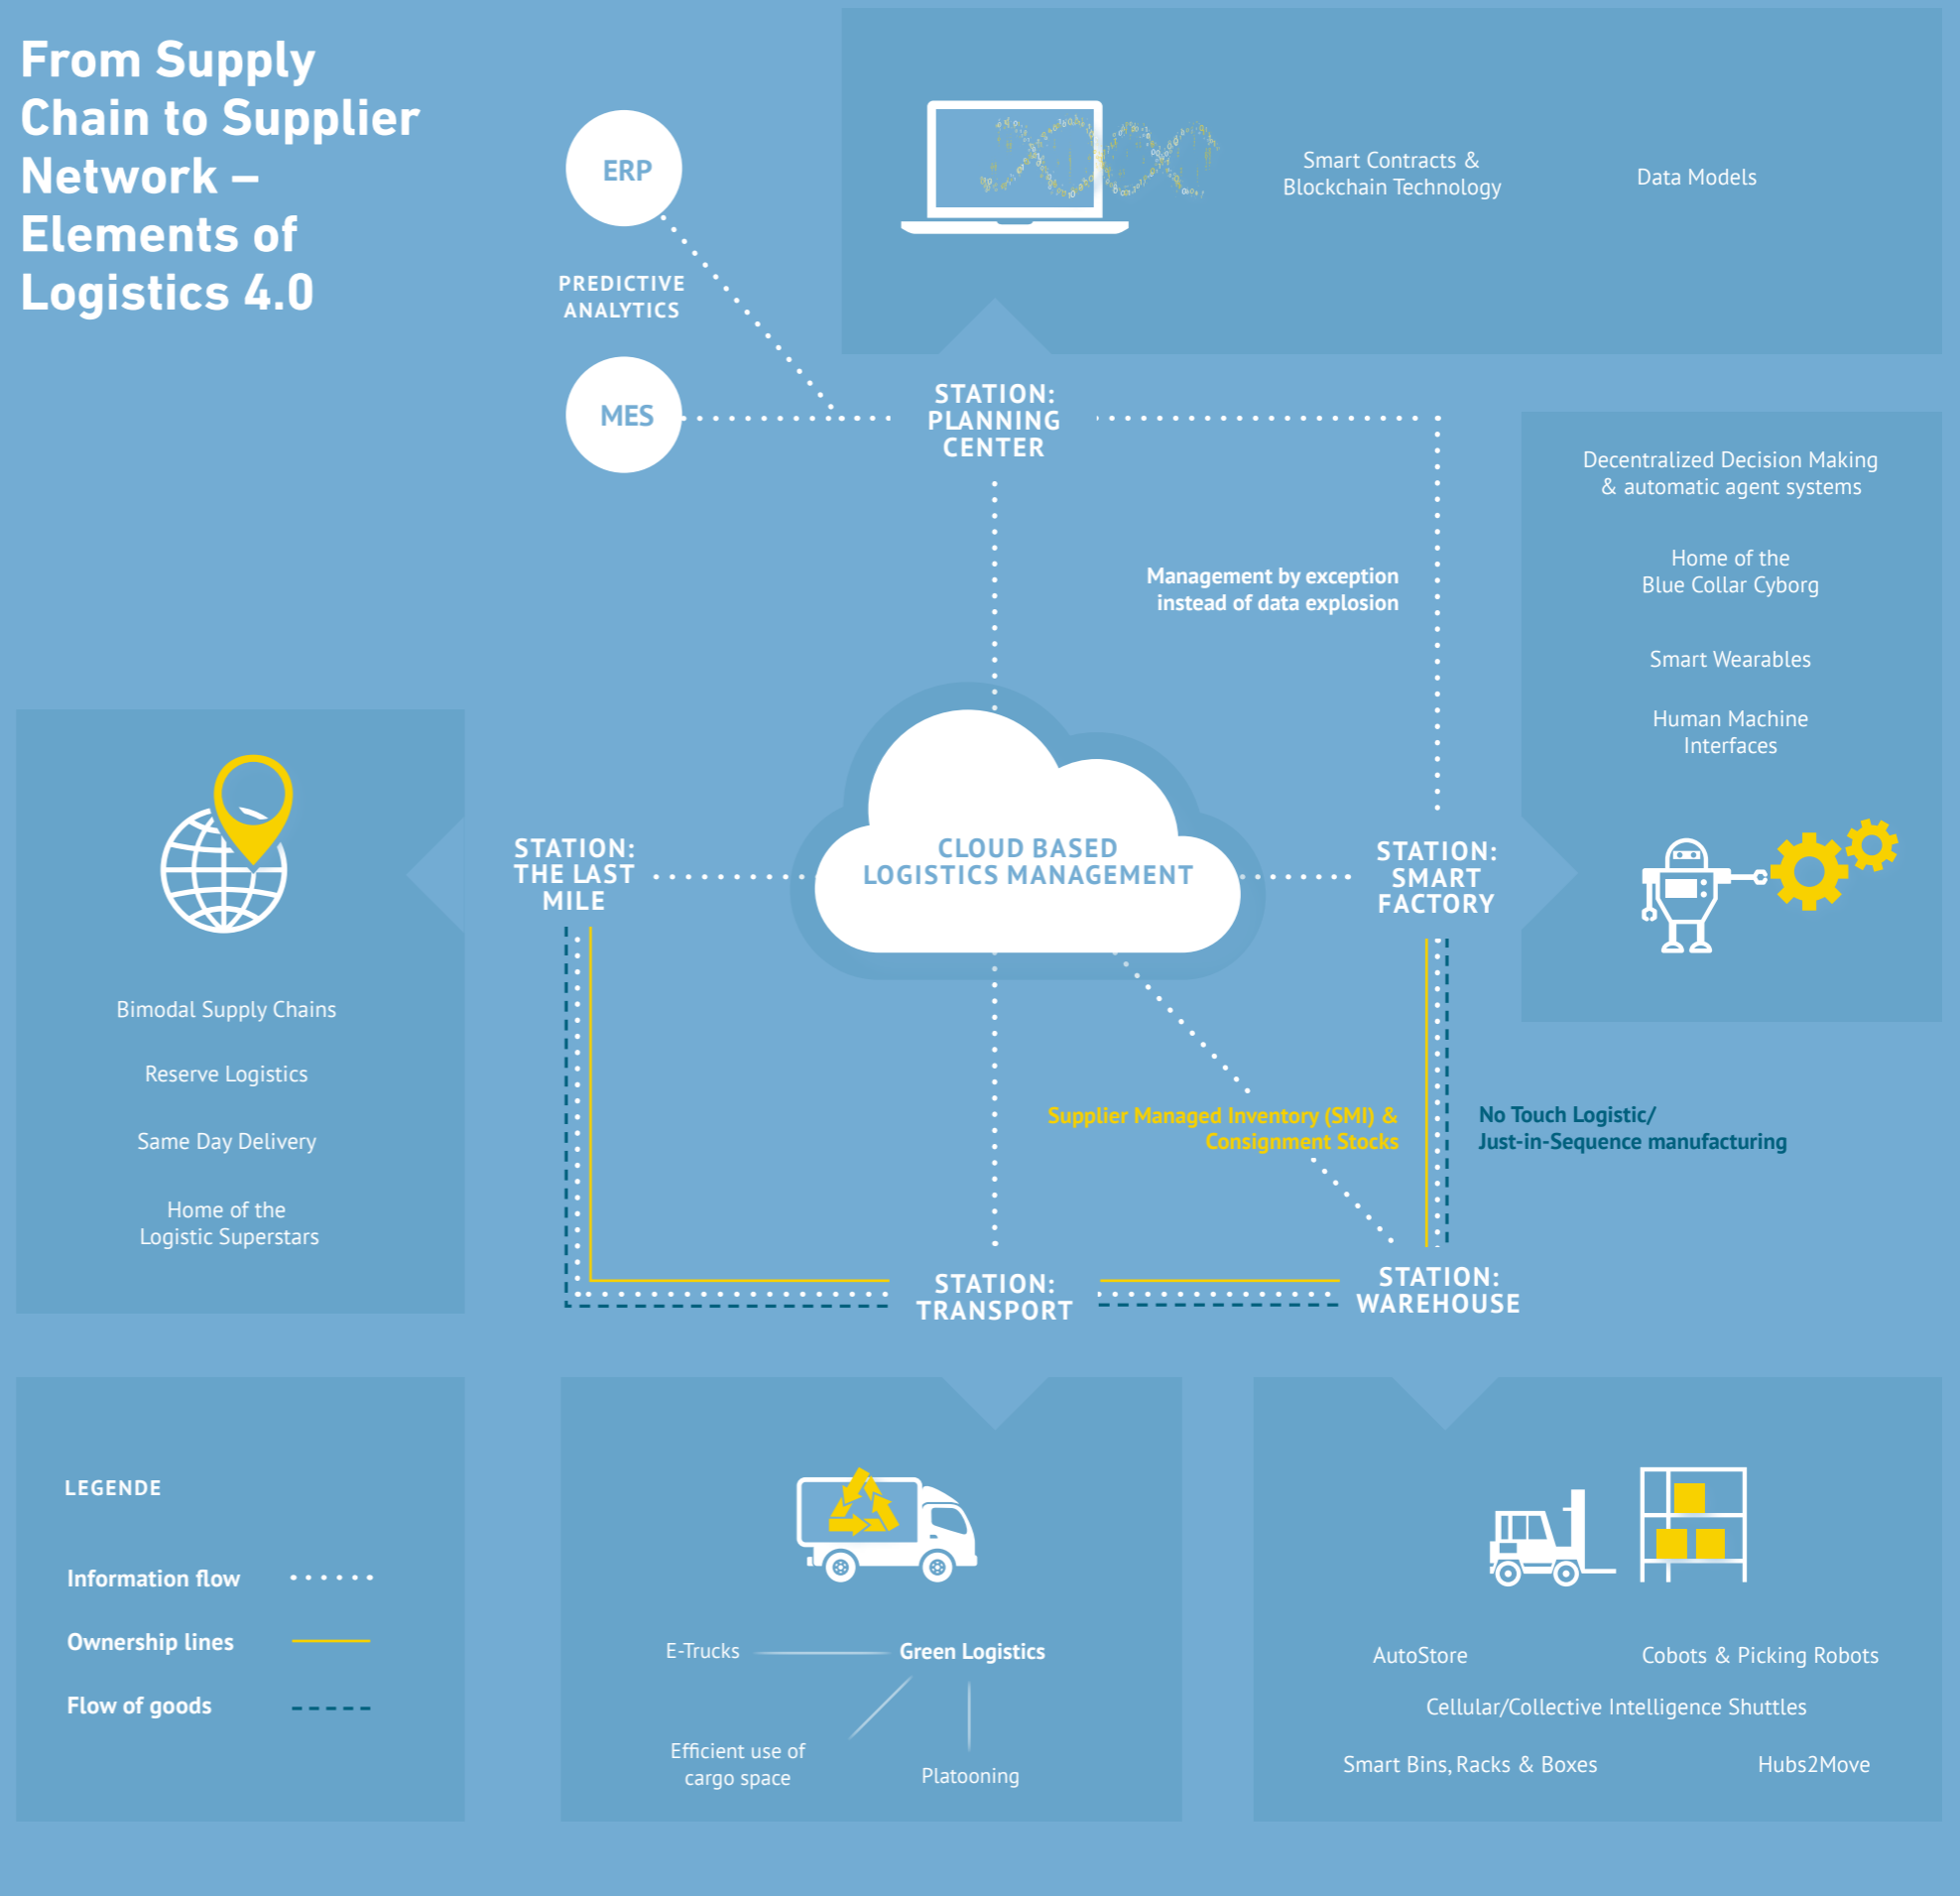 From Supply
Chain to Supplier
Network –
Elements of
Logistics 4.0
ERP
PREDICTIVE
ANALYTICS
MES
Smart Contracts &
Blockchain Technology
Data Models
STATION:
PLANNING
CENTER
Decentralized Decision Making
& automatic agent systems
Home of the
Blue Collar Cyborg
Smart Wearables
Human Machine
Interfaces
Management by exception
instead of data explosion
CLOUD BASED
LOGISTICS MANAGEMENT
STATION:
THE LAST
MILE
STATION:
SMART
FACTORY
Bimodal Supply Chains
Reserve Logistics
Same Day Delivery
Home of the
Logistic Superstars
Supplier Managed Inventory (SMI) &
Consignment Stocks
No Touch Logistic/
Just-in-Sequence manufacturing
STATION:
TRANSPORT
STATION:
WAREHOUSE
LEGENDE
Information flow
Ownership lines
Flow of goods
E-Trucks
Green Logistics
Efficient use of
cargo space
Platooning
AutoStore
Cobots & Picking Robots
Cellular/Collective Intelligence Shuttles
Smart Bins, Racks & Boxes
Hubs2Move